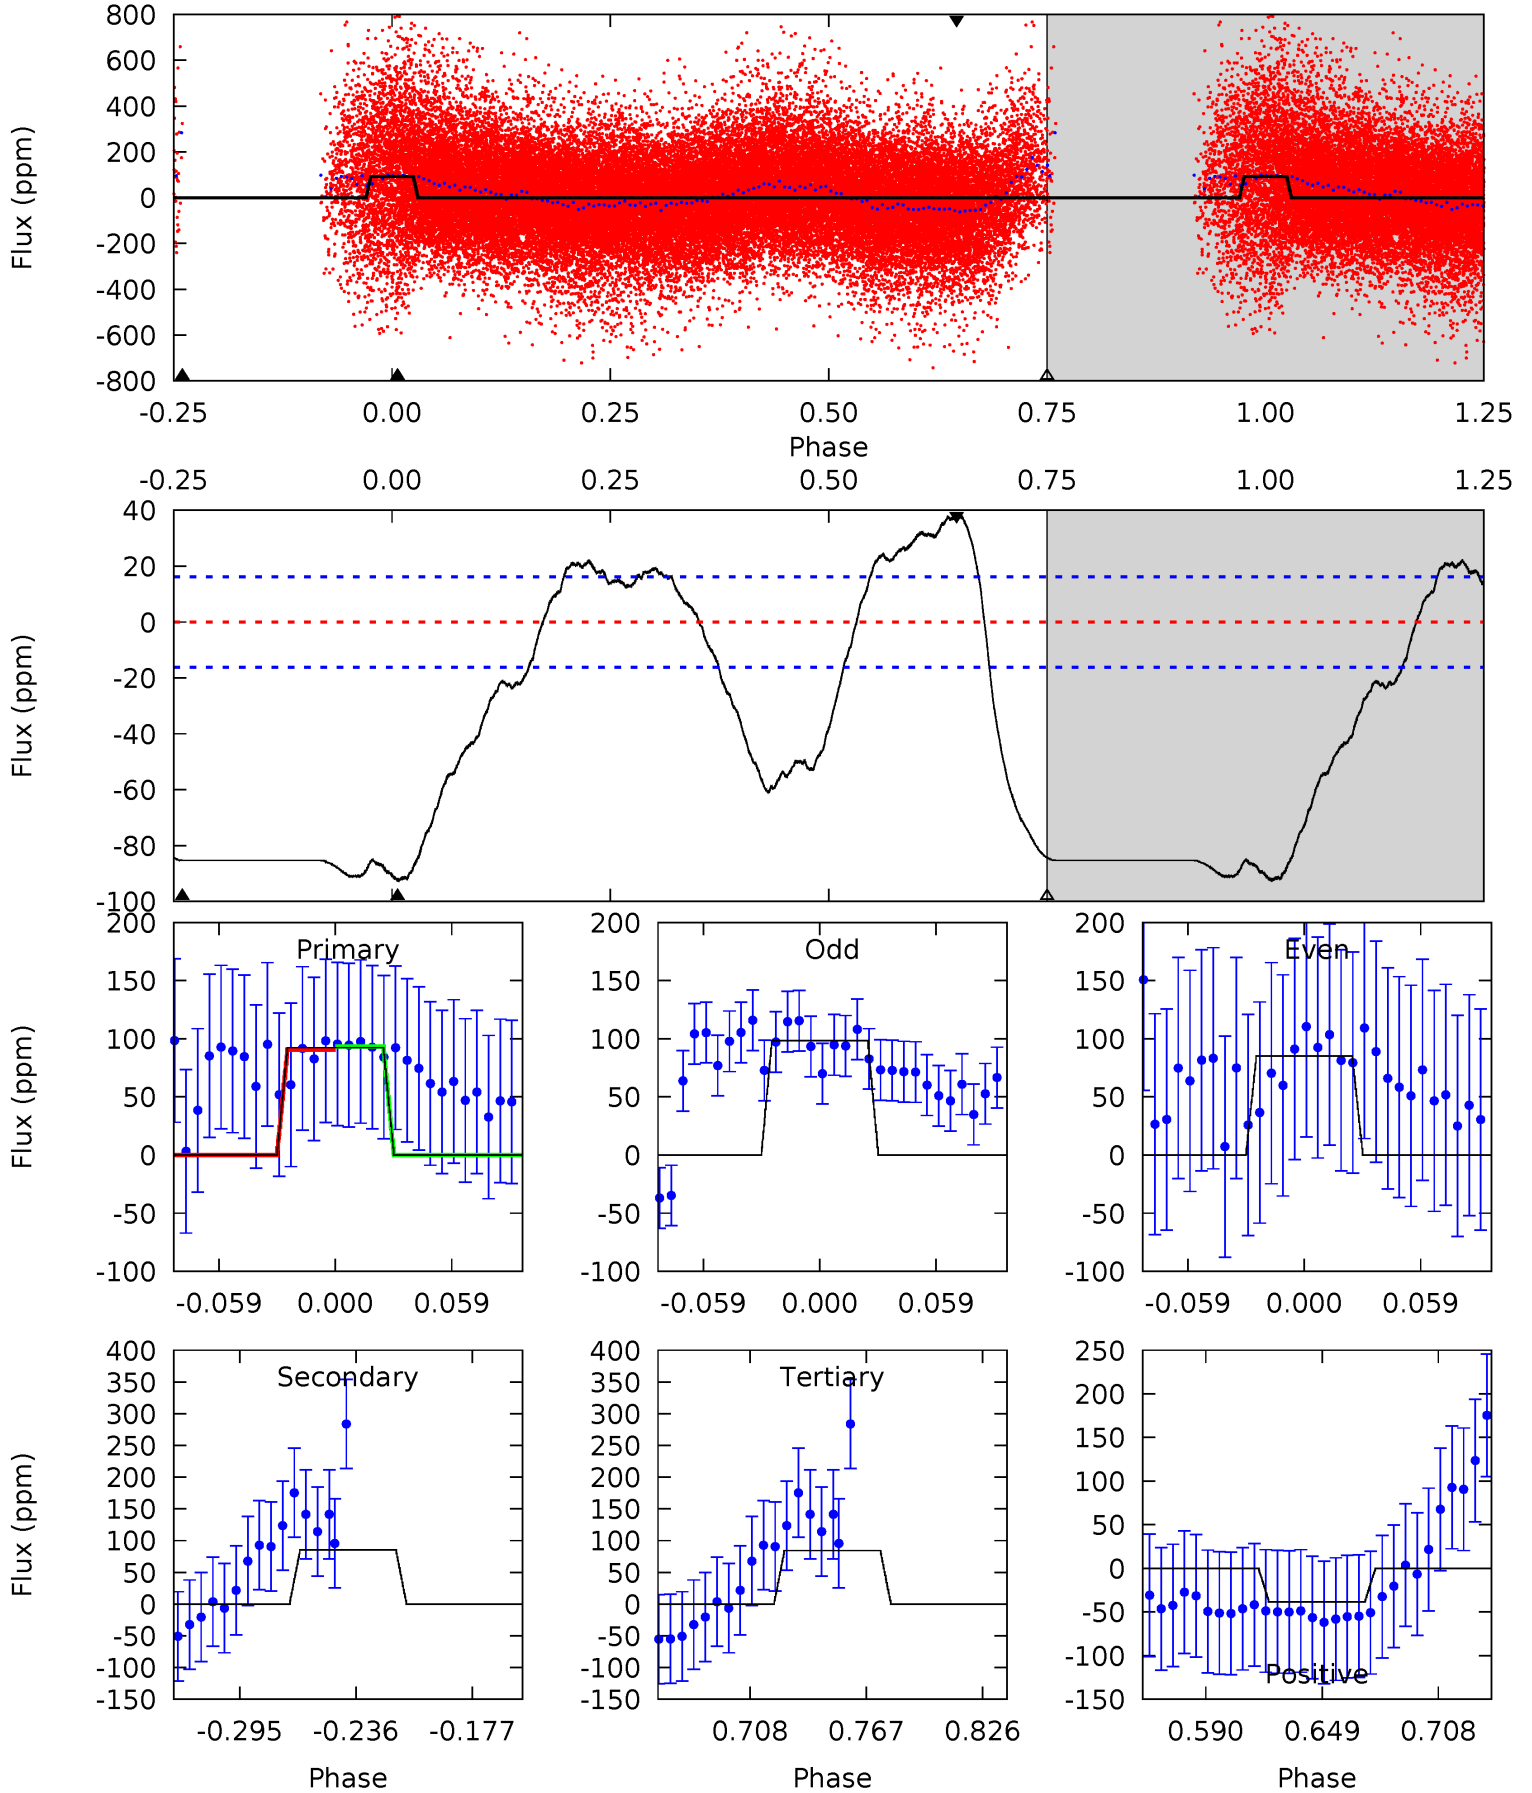 800
600
400
200
0
-200
-400
-600
-800
Flux (ppm)
-0.25 0.00 0.25 0.50 0.75 1.00 1.25
Phase
-0.25 0.00 0.25 0.50 0.75 1.00 1.25
40
20
0
-20
-40
-60
-80
-100
Flux (ppm)
Primary Odd Even
200 200 200
150 150 150
100 100 100
50 50 50
0 0 0
-50 -50 -50
-100 -100 -100
Flux (ppm)
-0.059 0.000 0.059 -0.059 0.000 0.059 -0.059 0.000 0.059
Secondary Tertiary Positive
400 400 250
350 350 200
300 300 150
250 250 100
200 200 50
150 150 0
100 100 -50
50 50 -100
0 0 -150
-50 -50
-100 -100
-150 -150
Flux (ppm)
-0.295 -0.236 -0.177 0.708 0.767 0.826 0.590 0.649 0.708
Phase Phase Phase